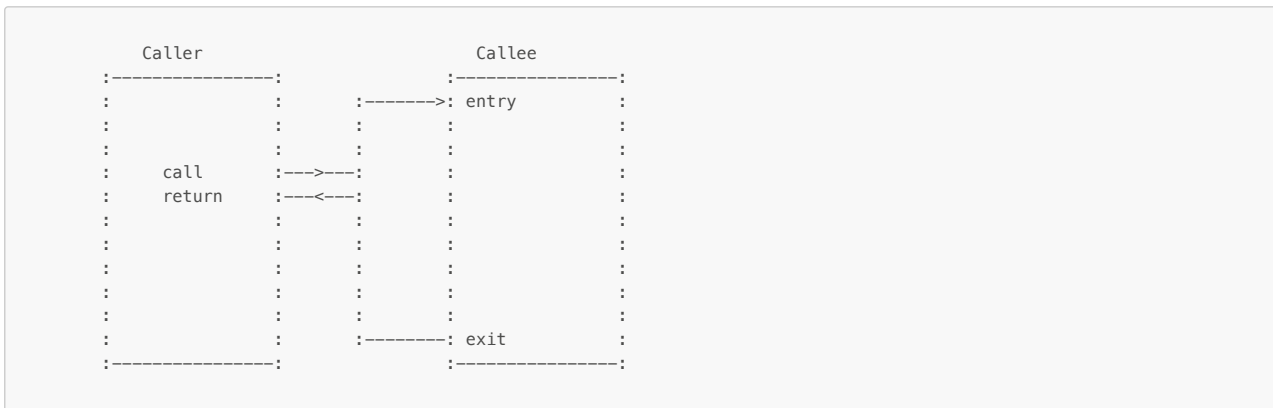 Caller                             Callee
    :----------------:                 :----------------:
    :                :       :------->: entry          :
    :                :       :         :                :
    :                :       :         :                :
    :     call       :--->---:         :                :
    :     return     :---<---:         :                :
    :                :       :         :                :
    :                :       :         :                :
    :                :       :         :                :
    :                :       :         :                :
    :                :       :         :                :
    :                :       :--------: exit           :
    :----------------:                 :----------------: